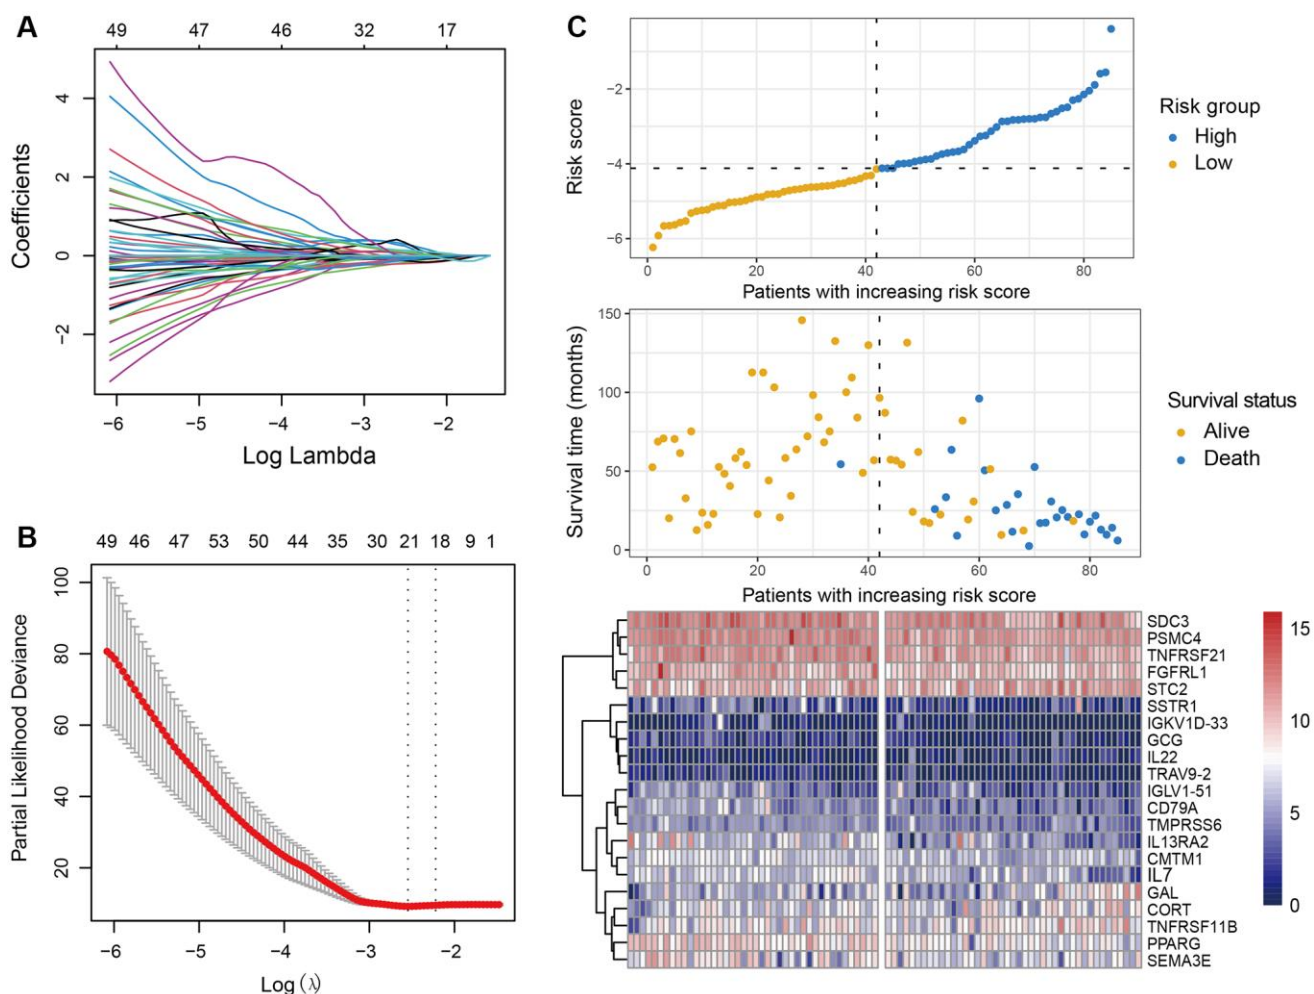 A
49 47 46 32 17
4
2
0
−2
Coefficients
−6 −5 −4 −3 −2
Log Lambda
B
49 46 47 53 50 44 35 30 21 18 9 1
100
80
60
40
20
Partial Likelihood Deviance
−6 −5 −4 −3 −2
Log(λ)
C
Risk score
−2
−4
−6
0 20 40 60 80
Patients with increasing risk score
Risk group
High
Low
Survival time (months)
150
100
50
0
0 20 40 60 80
Patients with increasing risk score
Survival status
Alive
Death
SDC3
PSMC4
TNFRSF21
FGFRL1
STC2
SSTR1
IGKV1D-33
GCG
IL22
TRAV9-2
IGLV1-51
CD79A
TMPRSS6
IL13RA2
CMTM1
IL7
GAL
CORT
TNFRSF11B
PPARG
SEMA3E
15
10
5
0